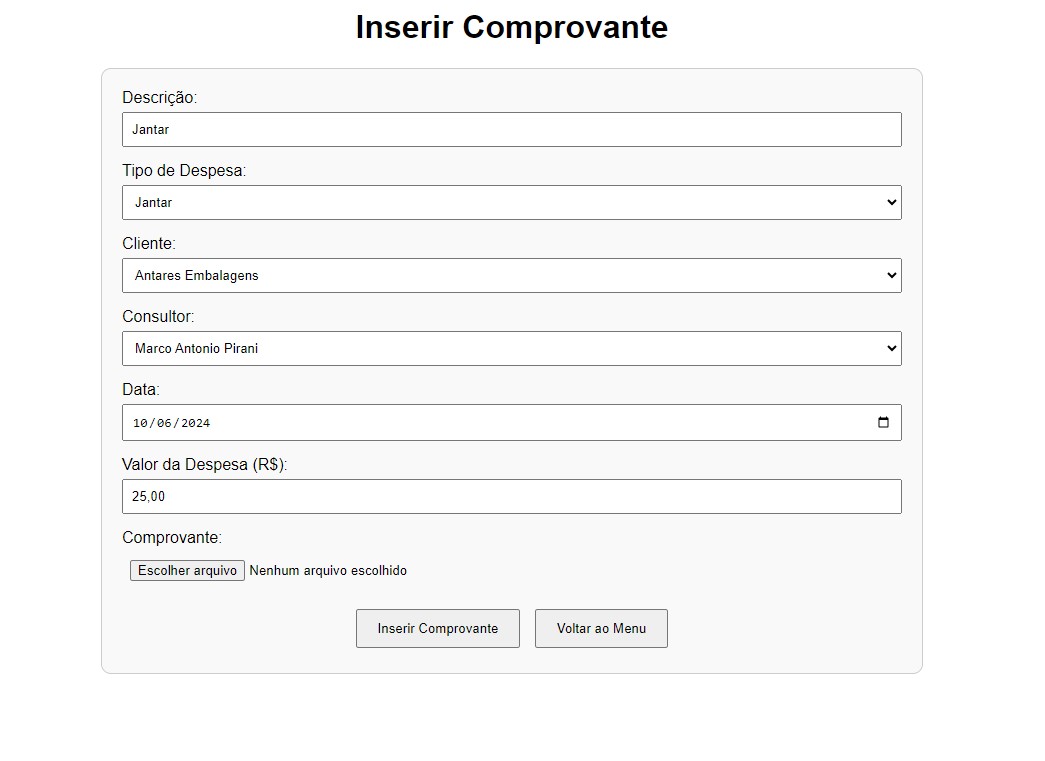 Inserir Comprovante
Descrição:
Jantar
Tipo de Despesa:
Jantar
Cliente:
Antares Embalagens
Consultor:
Marco Antonio Pirani
Data:
10/06/2024
Valor da Despesa (R$):
25,00
Comprovante:
Escolher arquivo Nenhum arquivo escolhido
Inserir Comprovante Voltar ao Menu